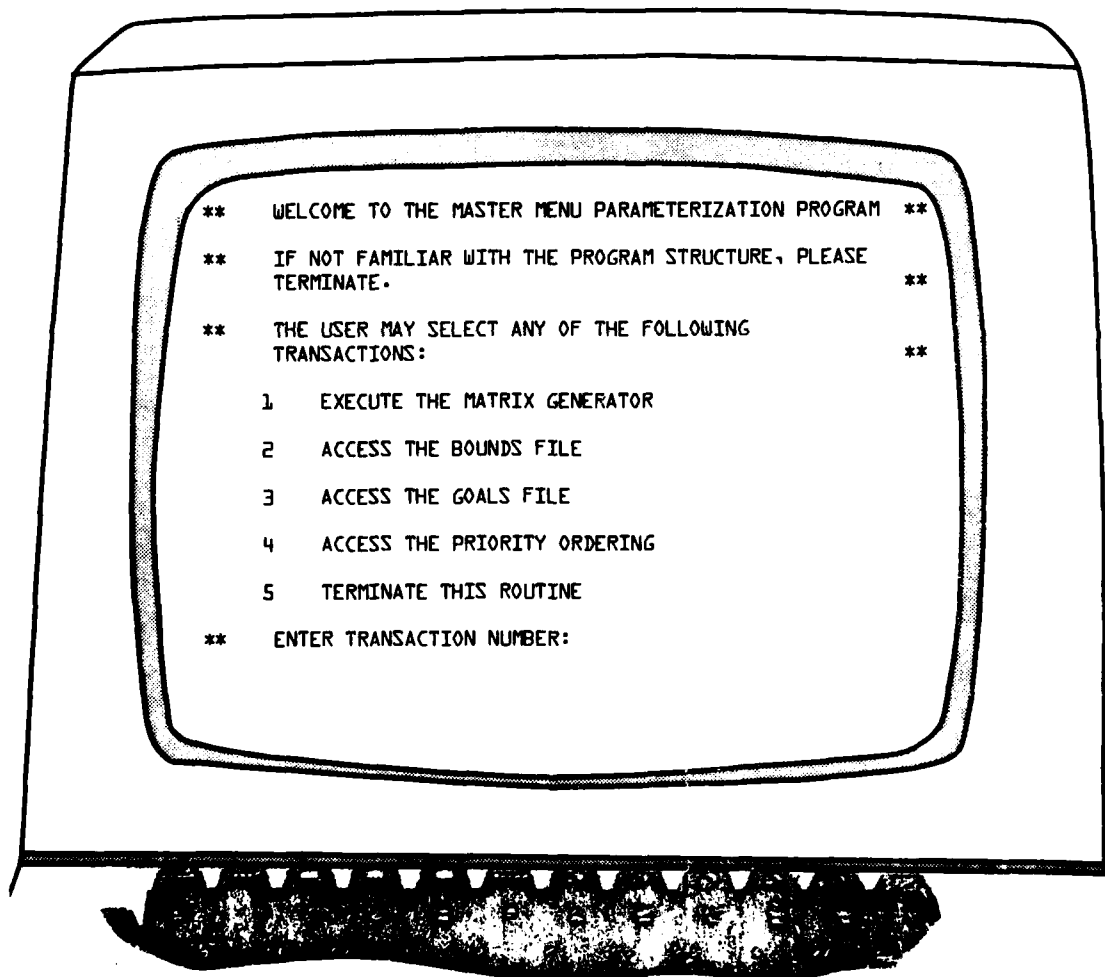 ** WELCOME TO THE MASTER MENU PARAMETERIZATION PROGRAM **
** IF NOT FAMILIAR WITH THE PROGRAM STRUCTURE, PLEASE
TERMINATE. **
** THE USER MAY SELECT ANY OF THE FOLLOWING
TRANSACTIONS: **
1 EXECUTE THE MATRIX GENERATOR
2 ACCESS THE BOUNDS FILE
3 ACCESS THE GOALS FILE
4 ACCESS THE PRIORITY ORDERING
5 TERMINATE THIS ROUTINE
** ENTER TRANSACTION NUMBER: